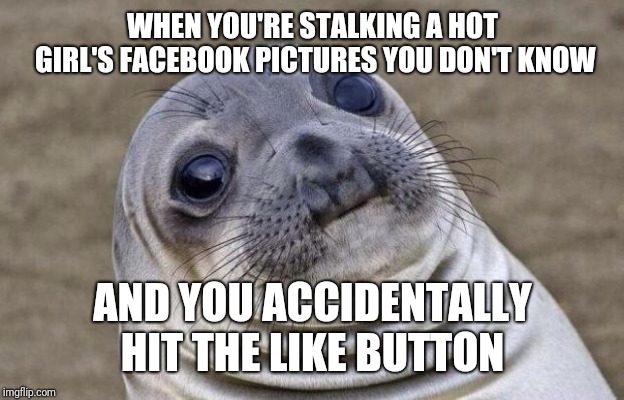 WHEN YOU'RE STALKING A HOT
GIRL'S FACEBOOK PICTURES YOU DON'T KNOW
AND YOU ACCIDENTALLY
HIT THE LIKE BUTTON
imgflip.com